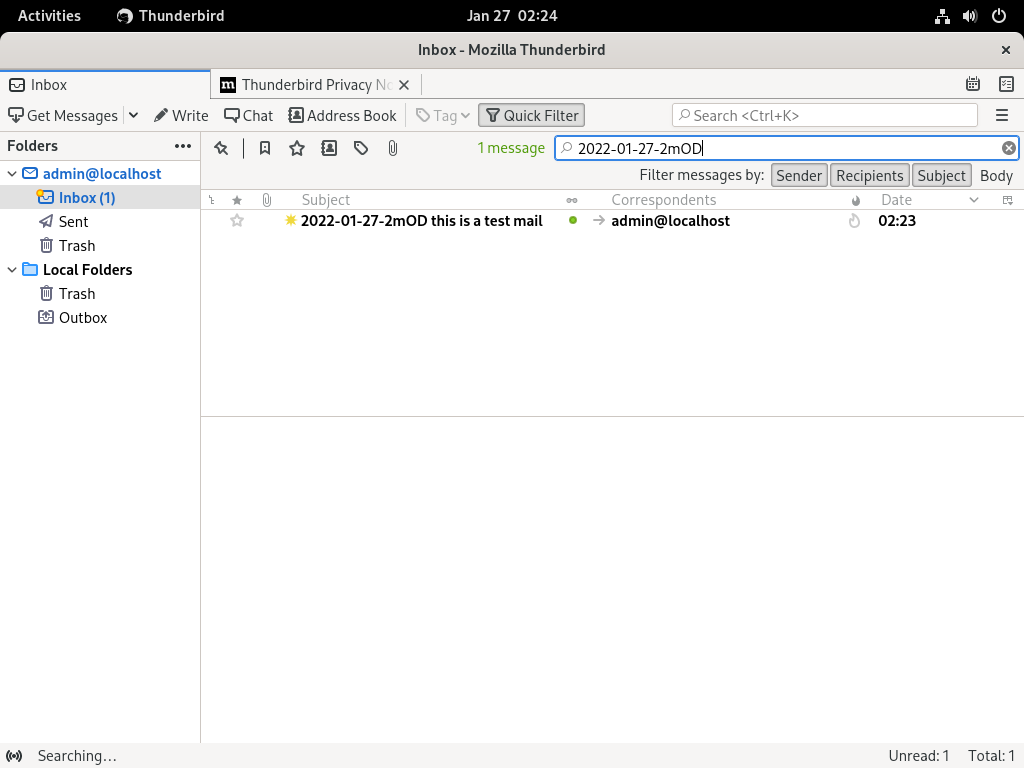 Activities Thunderbird Jan 27 02:24
Inbox - Mozilla Thunderbird
Inbox Thunderbird Privacy No
Get Messages Write Chat Address Book Tag Quick Filter Search <Ctrl+K>
Folders 1 message 2022-01-27-2mOD
Filter messages by: Sender Recipients Subject Body
Subject Correspondents Date
admin@localhost
2022-01-27-2mOD this is a test mail admin@localhost 02:23
Inbox (1)
Sent
Trash
Local Folders
Trash
Outbox
Searching… Unread: 1 Total: 1